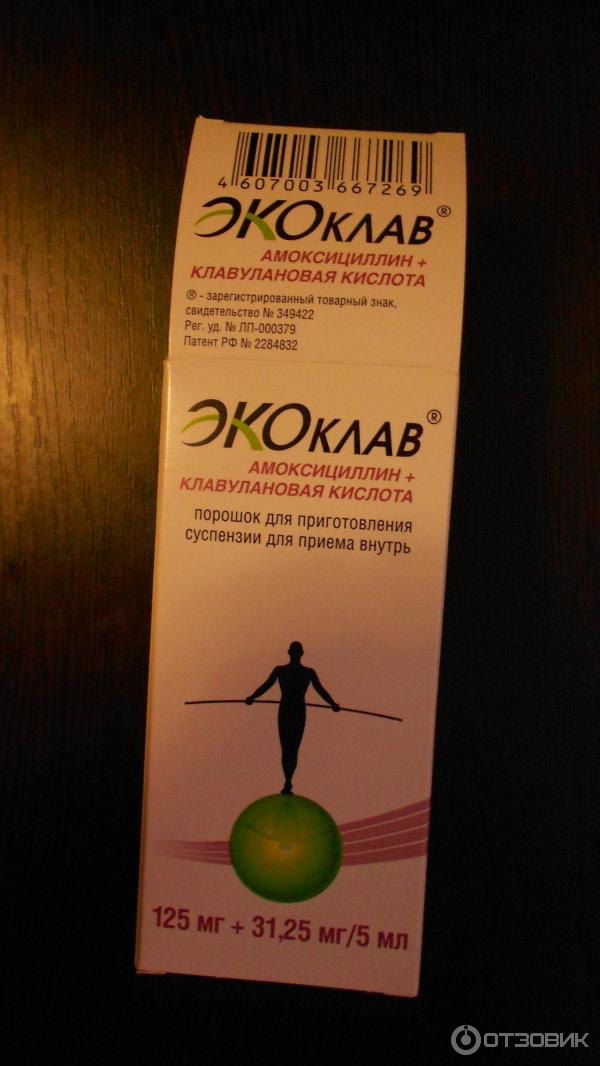 4 607003 667269
ЭКОКЛАВ®
АМОКСИЦИЛЛИН +
КЛАВУЛАНОВАЯ КИСЛОТА
® - зарегистрированный товарный знак,
свидетельство № 349422
Рег. уд. № ЛП-000379
Патент РФ № 2284832
ЭКОКЛАВ®
АМОКСИЦИЛЛИН +
КЛАВУЛАНОВАЯ КИСЛОТА
порошок для приготовления
суспензии для приема внутрь
125 мг + 31,25 мг/5 мл
ОТЗОВИК